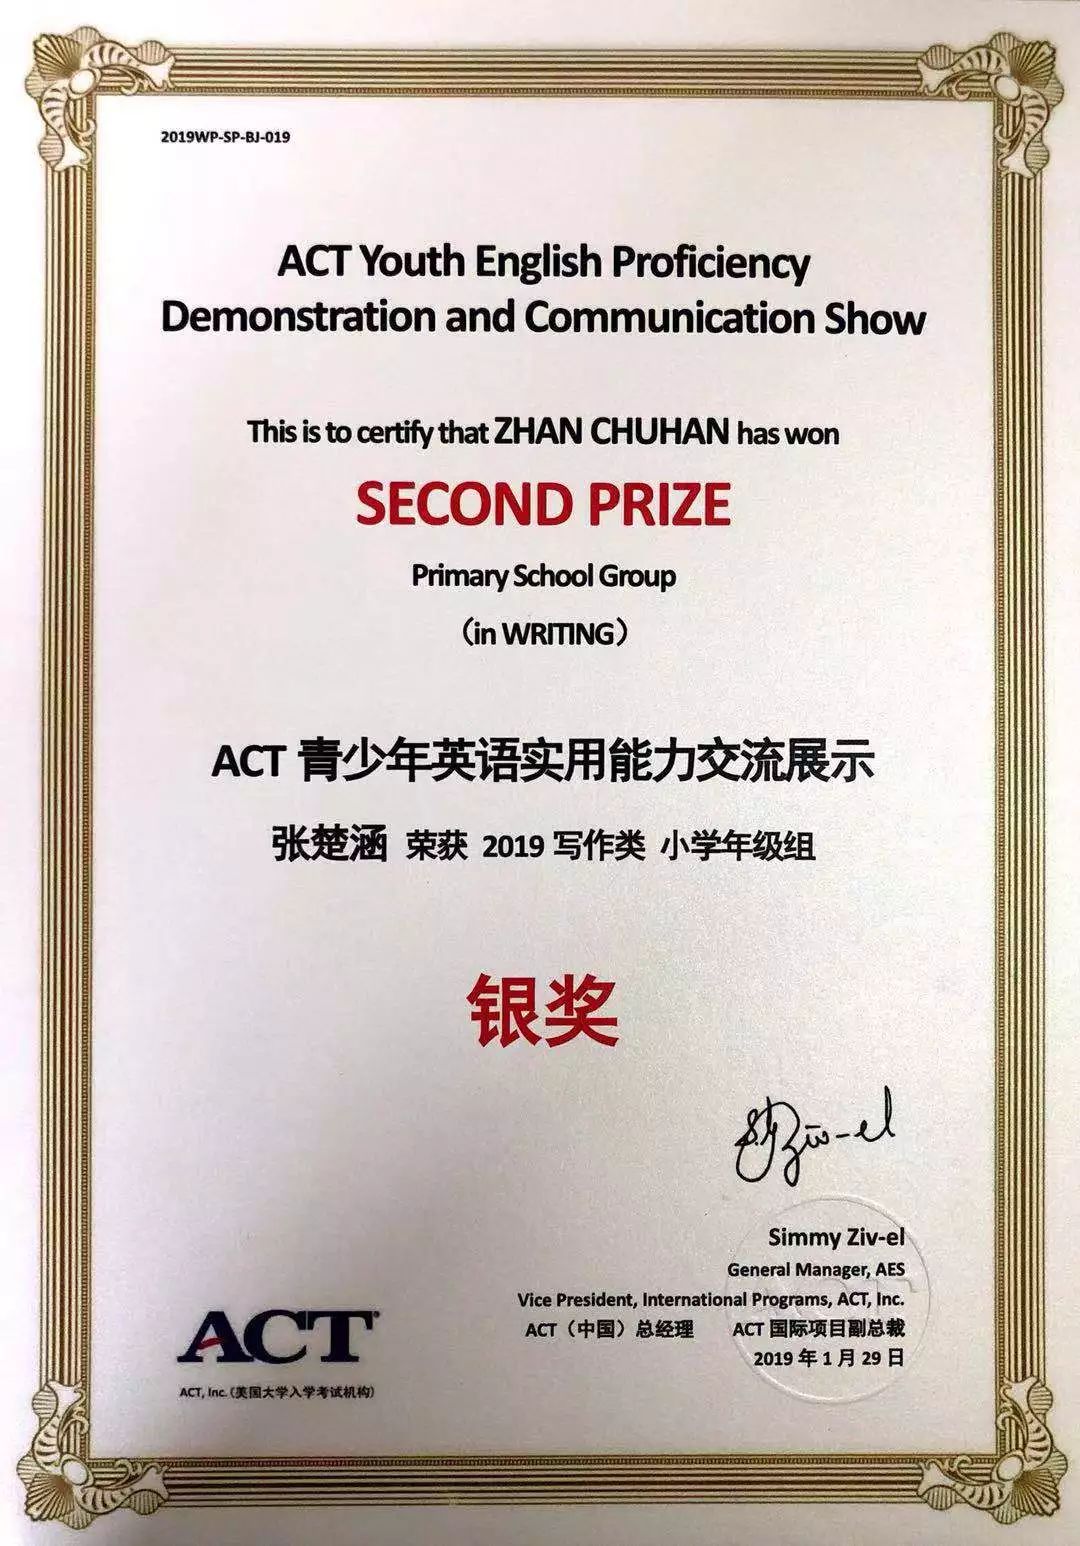 2019WP-SP-BJ-019
ACT Youth English Proficiency
Demonstration and Communication Show
This is to certify that ZHAN CHUHAN has won
SECOND PRIZE
Primary School Group
（in WRITING）
ACT 青少年英语实用能力交流展示
张楚涵 荣获 2019 写作类 小学年级组
银奖
Ziv-el
Simmy Ziv-el
General Manager, AES
Vice President, International Programs, ACT, Inc.
ACT（中国）总经理 ACT 国际项目副总裁
2019 年 1 月 29 日
ACT
ACT, Inc. (美国大学入学考试机构)